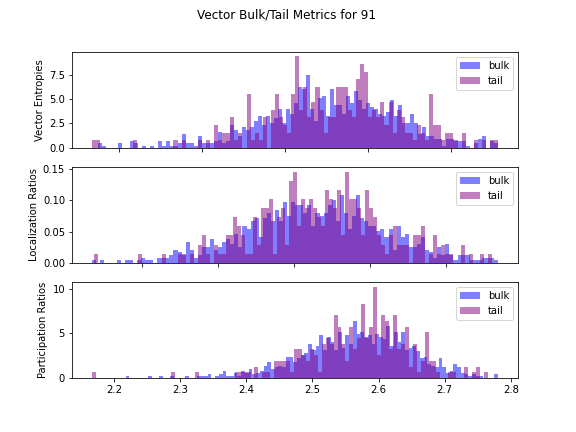 Vector Bulk/Tail Metrics for 91
Vector Entropies
7.5
5.0
2.5
0.0
bulk
tail
Localization Ratios
0.15
0.10
0.05
0.00
bulk
tail
Participation Ratios
10
5
0
bulk
tail
2.2 2.3 2.4 2.5 2.6 2.7 2.8